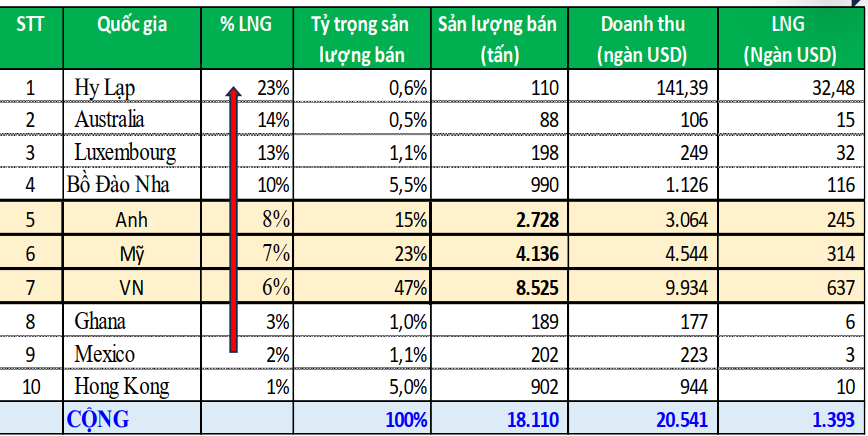 STT Quốc gia % LNG Tỷ trọng sản lượng bán Sản lượng bán (tấn) Doanh thu (ngàn USD) LNG (Ngàn USD)
1 Hy Lạp 23% 0,6% 110 141,39 32,48
2 Australia 14% 0,5% 88 106 15
3 Luxembourg 13% 1,1% 198 249 32
4 Bồ Đào Nha 10% 5,5% 990 1.126 116
5 Anh 8% 15% 2.728 3.064 245
6 Mỹ 7% 23% 4.136 4.544 314
7 VN 6% 47% 8.525 9.934 637
8 Ghana 3% 1,0% 189 177 6
9 Mexico 2% 1,1% 202 223 3
10 Hong Kong 1% 5,0% 902 944 10
CỘNG 100% 18.110 20.541 1.393